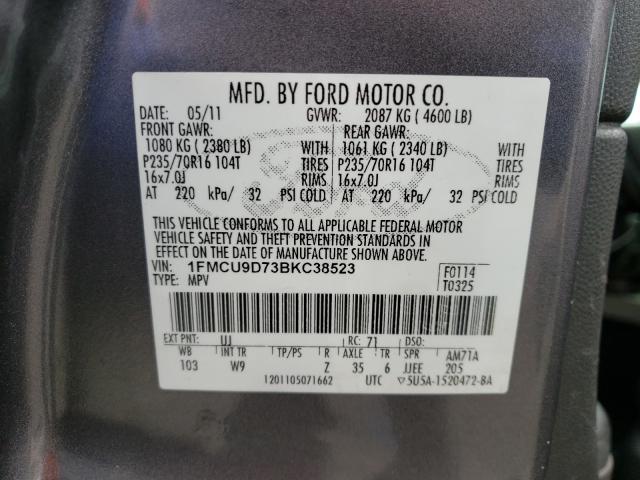 MFD. BY FORD MOTOR CO.
DATE: 05/11 GVWR: 2087 KG ( 4600 LB)
FRONT GAWR: REAR GAWR:
1080 KG ( 2380 LB) WITH 1061 KG ( 2340 LB) WITH
P235/70R16 104T TIRES P235/70R16 104T TIRES
16x7.0J RIMS 16x7.0J RIMS
AT 220 kPa/ 32 PSI COLD AT 220 kPa/ 32 PSI COLD
THIS VEHICLE CONFORMS TO ALL APPLICABLE FEDERAL MOTOR
VEHICLE SAFETY AND THEFT PREVENTION STANDARDS IN
EFFECT ON THE DATE OF MANUFACTURE SHOWN ABOVE.
VIN: 1FMCU9D73BKC38523 F0114
TYPE: MPV T0325
EXT PNT: UJ RC: 71 DSO:
WB INT TR TP/PS R AXLE TR SPR AM71A
103 W9 Z 35 6 JJEE 205
1201105071662 UTC ▽5U5A-1520472-BA